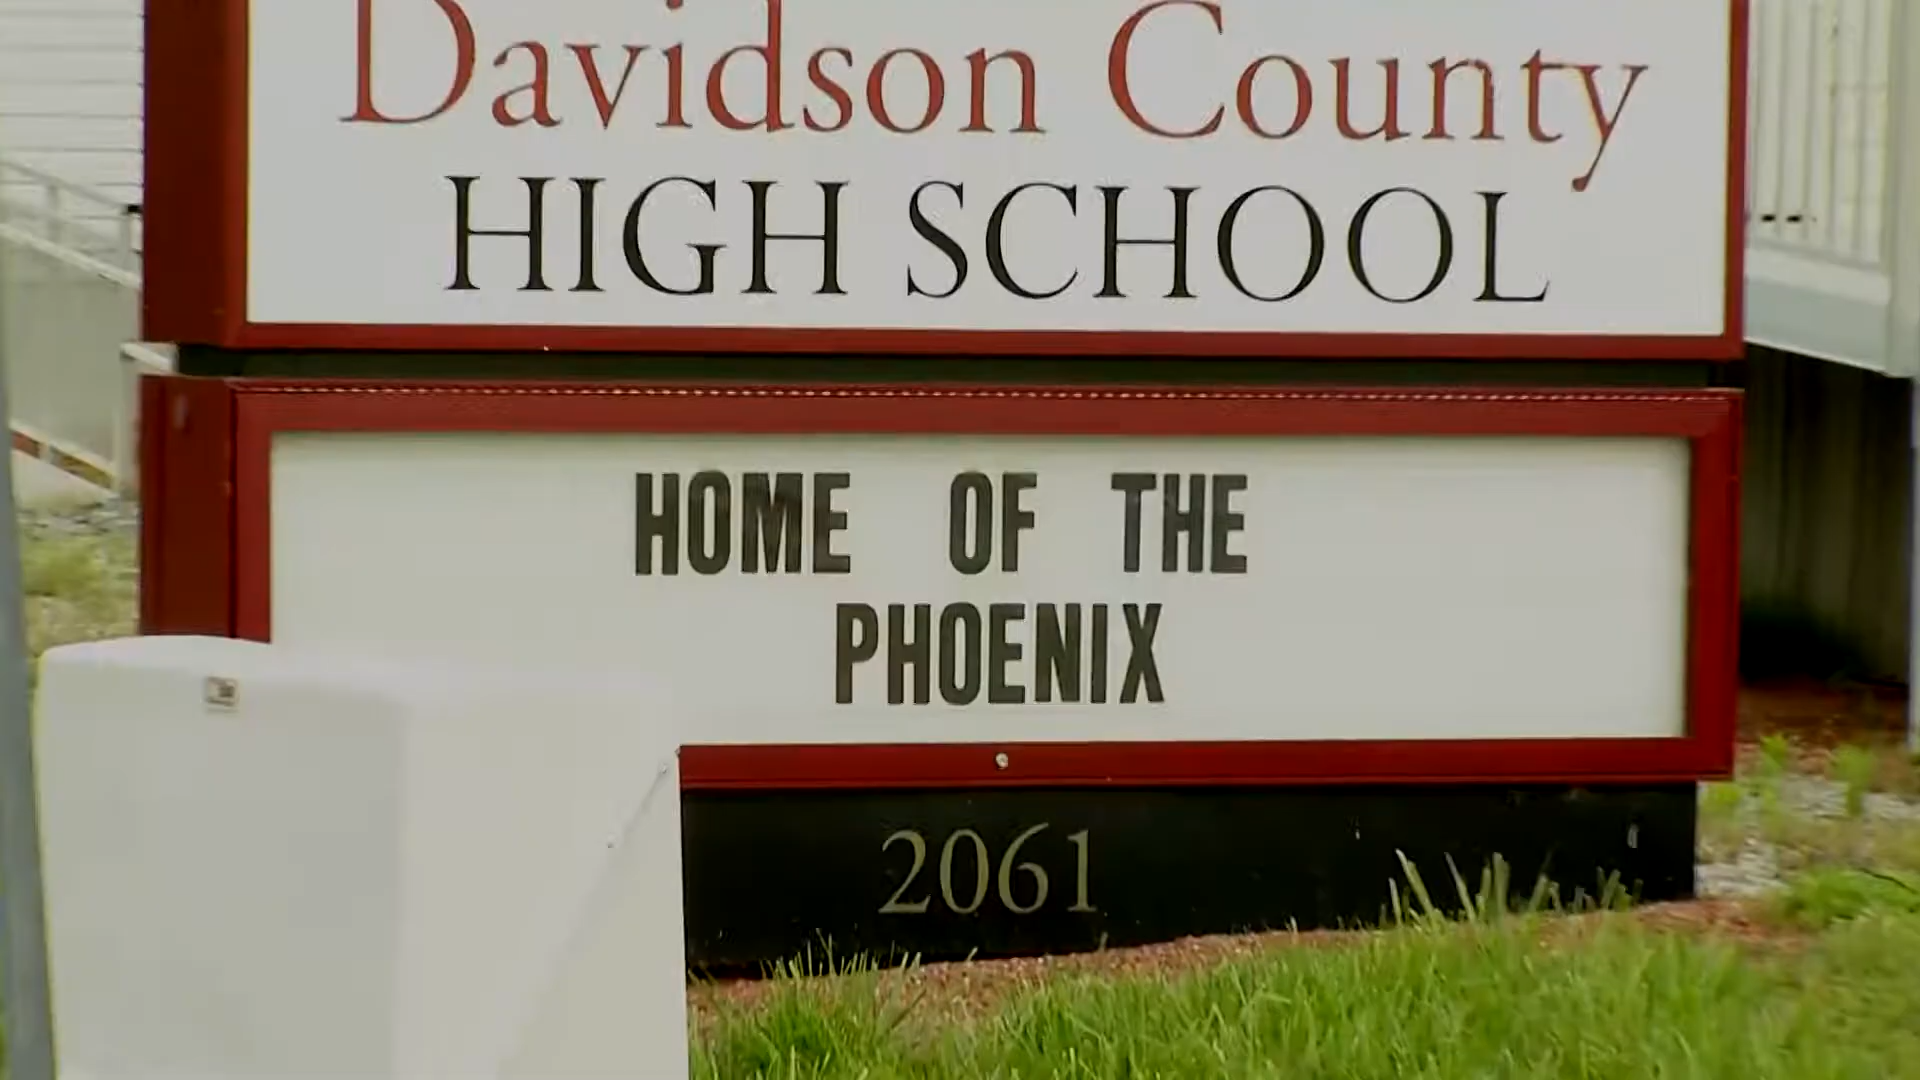 Davidson County
HIGH SCHOOL
HOME OF THE
PHOENIX
2061